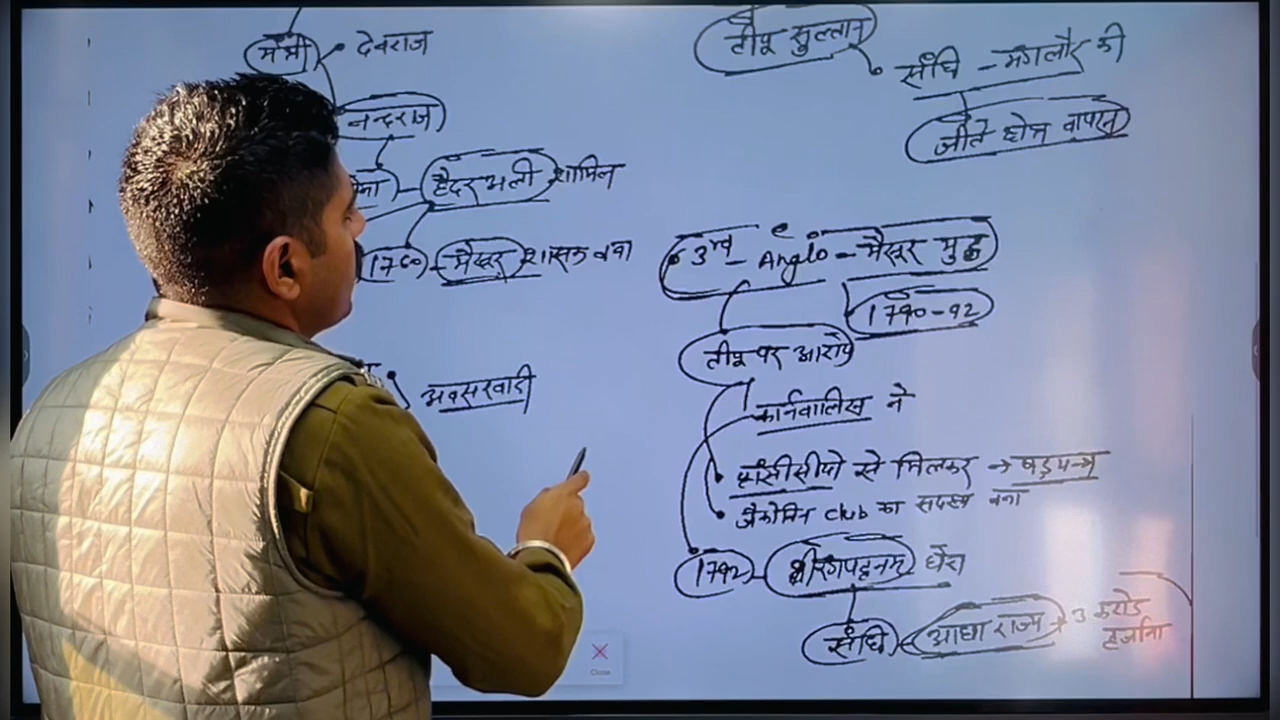 मंत्री देवराज
नन्दराज
हैदर अली शामिल
1760 - मैसूर शासक बना
अवसरवादी
टीपू सुल्तान
संधि - मंगलौर की
जीते क्षेत्र वापस
3rd Anglo - मैसूर युद्ध
1790-92
टीपू पर आरोप
कार्नवालिस ने
फ्रांसीसीयो से मिलकर → षड़यन्त्र
जैकोबिन club का सदस्य बना
1792 - श्रीरंगपट्टनम् घेरा
संधि - आधा राज्य + 3 करोड
हर्जाना
Close